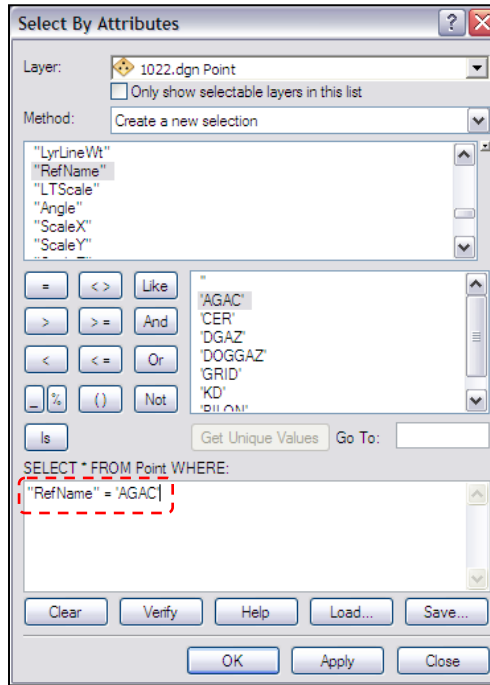 Select By Attributes
Layer: 1022.dgn Point
Only show selectable layers in this list
Method: Create a new selection
"LyrLineWt"
"RefName"
"LTScale"
"Angle"
"ScaleX"
"ScaleY"
= < > Like
> > = And
< < = Or
_ % () Not
Is
''
'AGAC'
'CER'
'DGAZ'
'DOGGAZ'
'GRID'
'KD'
'PILON'
Get Unique Values Go To:
SELECT * FROM Point WHERE:
"RefName" = 'AGAC'
Clear Verify Help Load... Save...
OK Apply Close